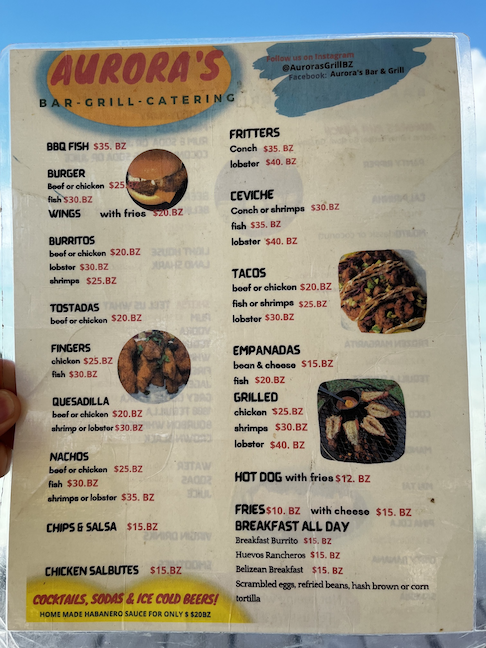 AURORA'S
BAR-GRILL-CATERING
Follow us on Instagram
@AurorasGrillBZ
Facebook: Aurora's Bar & Grill
BBQ FISH $35. BZ
BURGER
Beef or chicken $25.
fish $30.BZ
WINGS with fries $20.BZ
BURRITOS
beef or chicken $20.BZ
lobster $30.BZ
shrimps $25.BZ
TOSTADAS
beef or chicken $20.BZ
FINGERS
chicken $25.BZ
fish $30.BZ
QUESADILLA
beef or chicken $20.BZ
shrimp or lobster $30.BZ
NACHOS
beef or chicken $25.BZ
fish $30.BZ
shrimps or lobster $35. BZ
CHIPS & SALSA $15.BZ
CHICKEN SALBUTES $15.BZ
COCKTAILS, SODAS & ICE COLD BEERS!
HOME MADE HABANERO SAUCE FOR ONLY $ $20BZ
FRITTERS
Conch $35. BZ
lobster $40. BZ
CEVICHE
Conch or shrimps $30.BZ
fish $35. BZ
lobster $40. BZ
TACOS
beef or chicken $20.BZ
fish or shrimps $25.BZ
lobster $30.BZ
EMPANADAS
bean & cheese $15.BZ
fish $20.BZ
GRILLED
chicken $25.BZ
shrimps $30.BZ
lobster $40. BZ
HOT DOG with fries $12. BZ
FRIES $10. BZ with cheese $15. BZ
BREAKFAST ALL DAY
Breakfast Burrito $15. BZ
Huevos Rancheros $15. BZ
Belizean Breakfast $15. BZ
Scrambled eggs, refried beans, hash brown or corn
tortilla